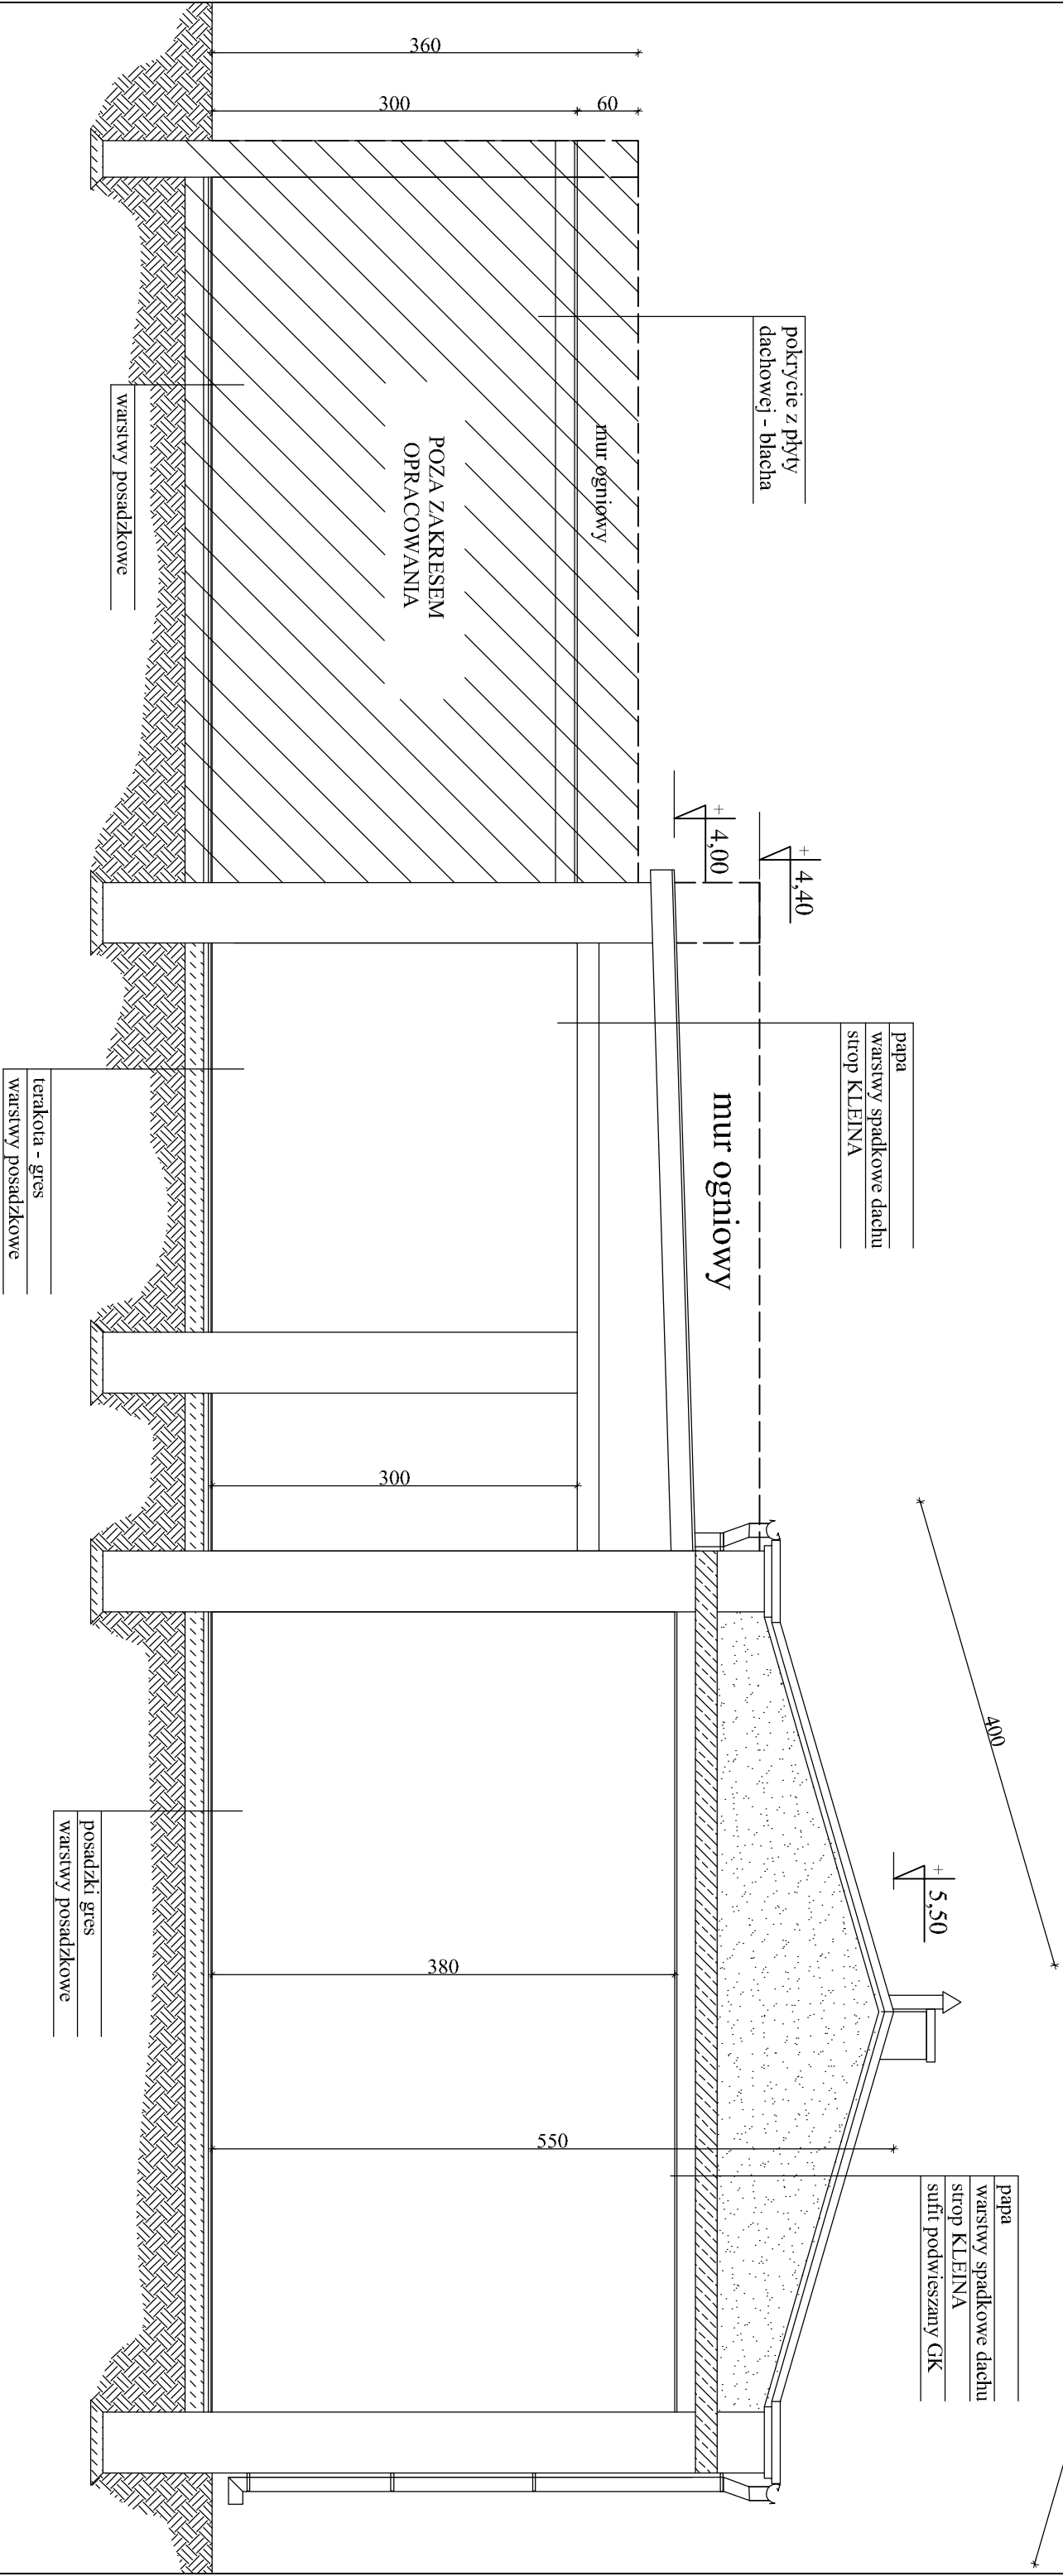 360
300
60
pokrycie z płyty
dachowej - blacha
mur ogniowy
POZA ZAKRESEM
OPRACOWANIA
warstwy posadzkowe
+
4,00
+
4,40
papa
warstwy spadkowe dachu
strop KLEINA
mur ogniowy
terakota - gres
warstwy posadzkowe
300
400
+
5,50
posadzki gres
warstwy posadzkowe
380
550
papa
warstwy spadkowe dachu
strop KLEINA
sufit podwieszany GK